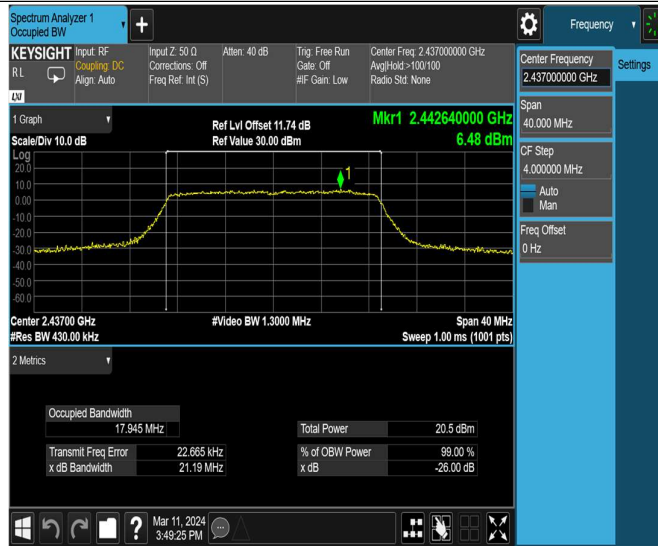 Spectrum Analyzer 1
Occupied BW
Frequency
KEYSIGHT
R L
LXI
Input: RF
Coupling: DC
Align: Auto
Input Z: 50 Ω
Corrections: Off
Freq Ref: Int (S)
Atten: 40 dB
Trig: Free Run
Gate: Off
#IF Gain: Low
Center Freq: 2.437000000 GHz
Avg|Hold:>100/100
Radio Std: None
Center Frequency
2.437000000 GHz
Settings
Span
40.000 MHz
CF Step
4.000000 MHz
Auto
Man
Freq Offset
0 Hz
1 Graph
Scale/Div 10.0 dB
Ref Lvl Offset 11.74 dB
Ref Value 30.00 dBm
Mkr1 2.442640000 GHz
6.48 dBm
Log
20.0
10.0
0.00
-10.0
-20.0
-30.0
-40.0
-50.0
-60.0
1
Center 2.43700 GHz
#Res BW 430.00 kHz
#Video BW 1.3000 MHz
Span 40 MHz
Sweep 1.00 ms (1001 pts)
2 Metrics
Occupied Bandwidth
17.945 MHz
Transmit Freq Error 22.665 kHz
x dB Bandwidth 21.19 MHz
Total Power 20.5 dBm
% of OBW Power 99.00 %
x dB -26.00 dB
Mar 11, 2024
3:49:25 PM